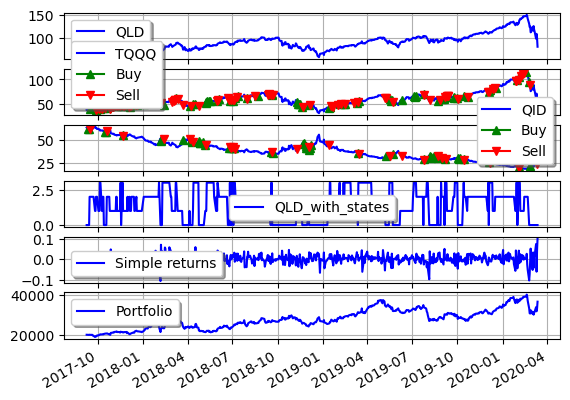 150
100
QLD
TQQQ
Buy
Sell
100
50
QID
Buy
Sell
50
25
2.5
0.0
QLD_with_states
0.1
0.0
−0.1
Simple returns
40000
20000
Portfolio
2017-10
2018-01
2018-04
2018-07
2018-10
2019-01
2019-04
2019-07
2019-10
2020-01
2020-04